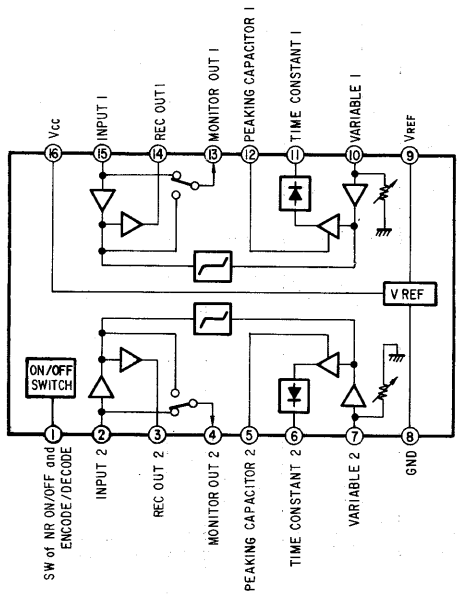 Vcc
INPUT 1
REC OUT 1
MONITOR OUT 1
PEAKING CAPACITOR 1
TIME CONSTANT 1
VARIABLE 1
VREF
16
15
14
13
12
11
10
9
ON/OFF
SWITCH
V REF
1
2
3
4
5
6
7
8
SW of NR ON/OFF and
ENCODE/DECODE
INPUT 2
REC OUT 2
MONITOR OUT 2
PEAKING CAPACITOR 2
TIME CONSTANT 2
VARIABLE 2
GND